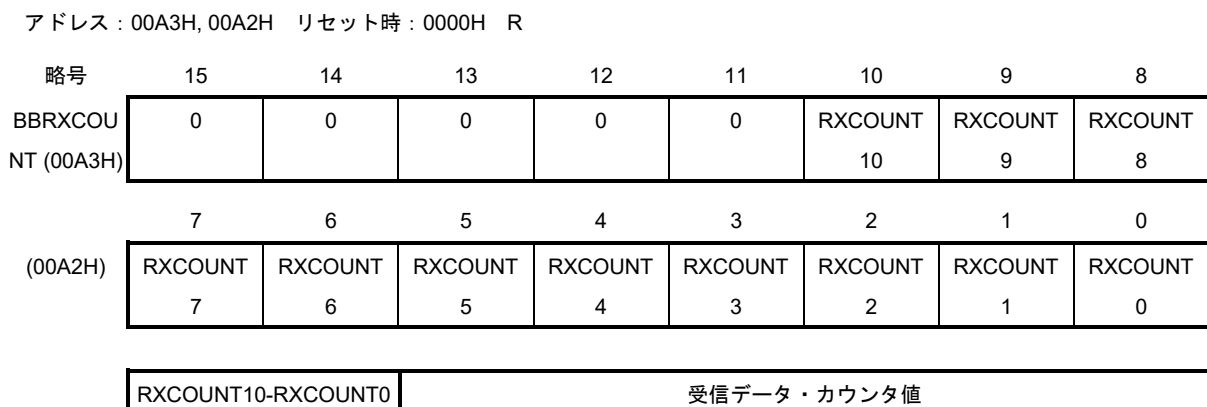 アドレス：00A3H, 00A2H　リセット時：0000H　R
略号 15 14 13 12 11 10 9 8
BBRXCOU 0 0 0 0 0 RXCOUNT RXCOUNT RXCOUNT
NT (00A3H) 10 9 8
7 6 5 4 3 2 1 0
(00A2H) RXCOUNT RXCOUNT RXCOUNT RXCOUNT RXCOUNT RXCOUNT RXCOUNT RXCOUNT
7 6 5 4 3 2 1 0
RXCOUNT10-RXCOUNT0 受信データ・カウンタ値